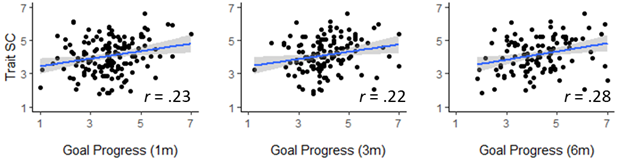 Trait SC
7
5
3
1
1 3 5 7
r = .23
Goal Progress (1m)
7
5
3
1
1 3 5 7
r = .22
Goal Progress (3m)
7
5
3
1
1 3 5 7
r = .28
Goal Progress (6m)